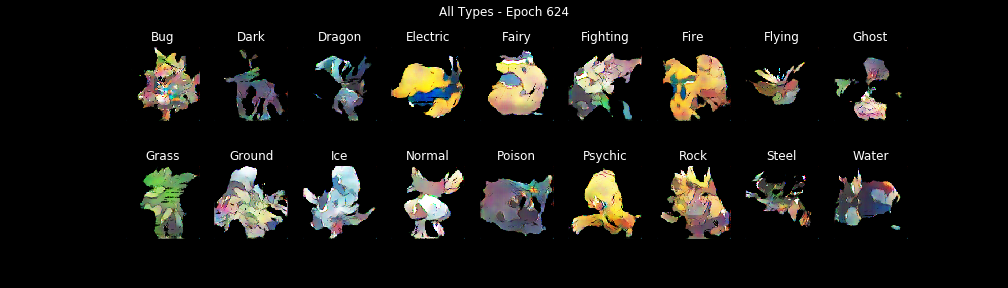 All Types - Epoch 624
Bug Dark Dragon Electric Fairy Fighting Fire Flying Ghost
Grass Ground Ice Normal Poison Psychic Rock Steel Water